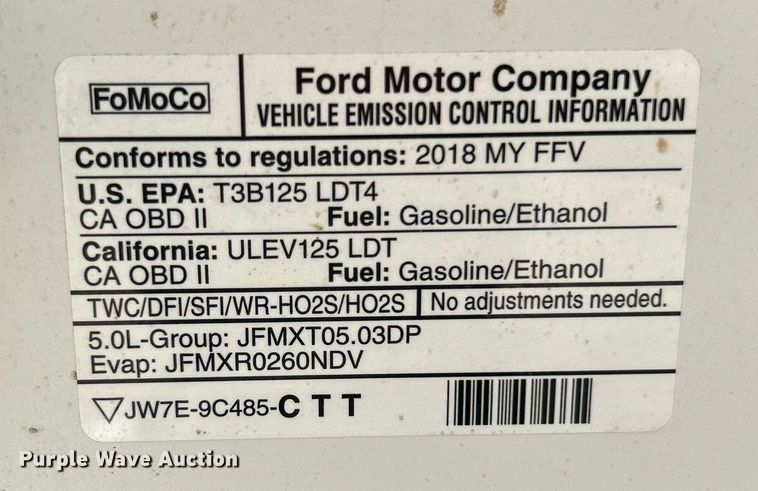 FoMoCo
Ford Motor Company
VEHICLE EMISSION CONTROL INFORMATION
Conforms to regulations: 2018 MY FFV
U.S. EPA: T3B125 LDT4
CA OBD II Fuel: Gasoline/Ethanol
California: ULEV125 LDT
CA OBD II Fuel: Gasoline/Ethanol
TWC/DFI/SFI/WR-HO2S/HO2S No adjustments needed.
5.0L-Group: JFMXT05.03DP
Evap: JFMXR0260NDV
JW7E-9C485-C T T
Purple Wave Auction